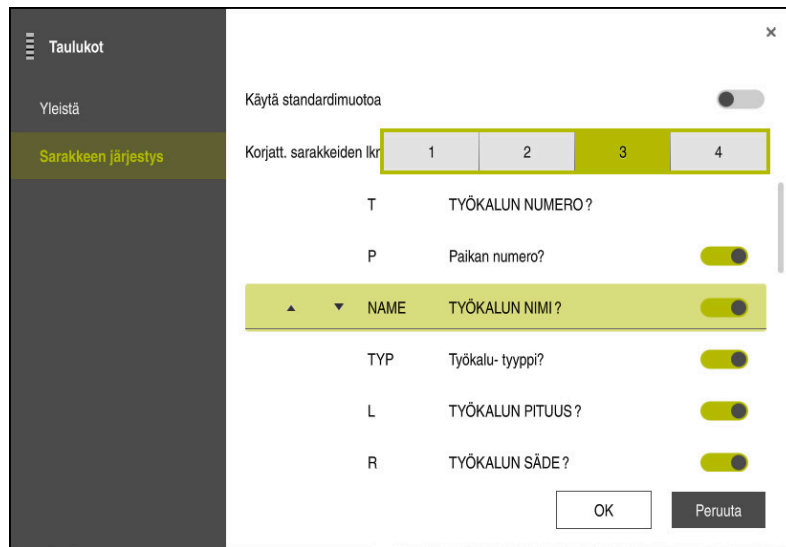 Taulukot
×
Yleistä
Sarakkeen järjestys
Käytä standardimuotoa
Korjatt. sarakkeiden lkr 1 2 3 4
T TYÖKALUN NUMERO?
P Paikan numero?
NAME TYÖKALUN NIMI?
TYP Työkalu- tyyppi?
L TYÖKALUN PITUUS?
R TYÖKALUN SÄDE?
OK Peruuta